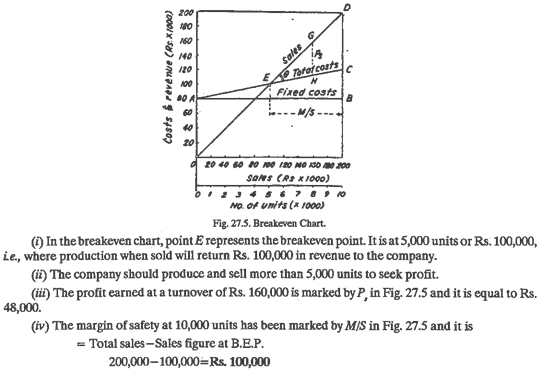 Costs & revenue (Rs. x 1000)
200
180
160
140
120
100
80
60
40
20
0
A
E
G
D
C
B
H
Sales
θ
Total costs
Fixed costs
M/S
20 40 60 80 100 120 140 160 180 200
Sales (Rs x 1000)
0 1 2 3 4 5 6 7 8 9 10
No. of units (x 1000)
Fig. 27.5. Breakeven Chart.
(i) In the breakeven chart, point E represents the breakeven point. It is at 5,000 units or Rs. 100,000,
i.e., where production when sold will return Rs. 100,000 in revenue to the company.
(ii) The company should produce and sell more than 5,000 units to seek profit.
(iii) The profit earned at a turnover of Rs. 160,000 is marked by Ps in Fig. 27.5 and it is equal to Rs.
48,000.
(iv) The margin of safety at 10,000 units has been marked by M/S in Fig. 27.5 and it is
= Total sales—Sales figure at B.E.P.
200,000—100,000=Rs. 100,000